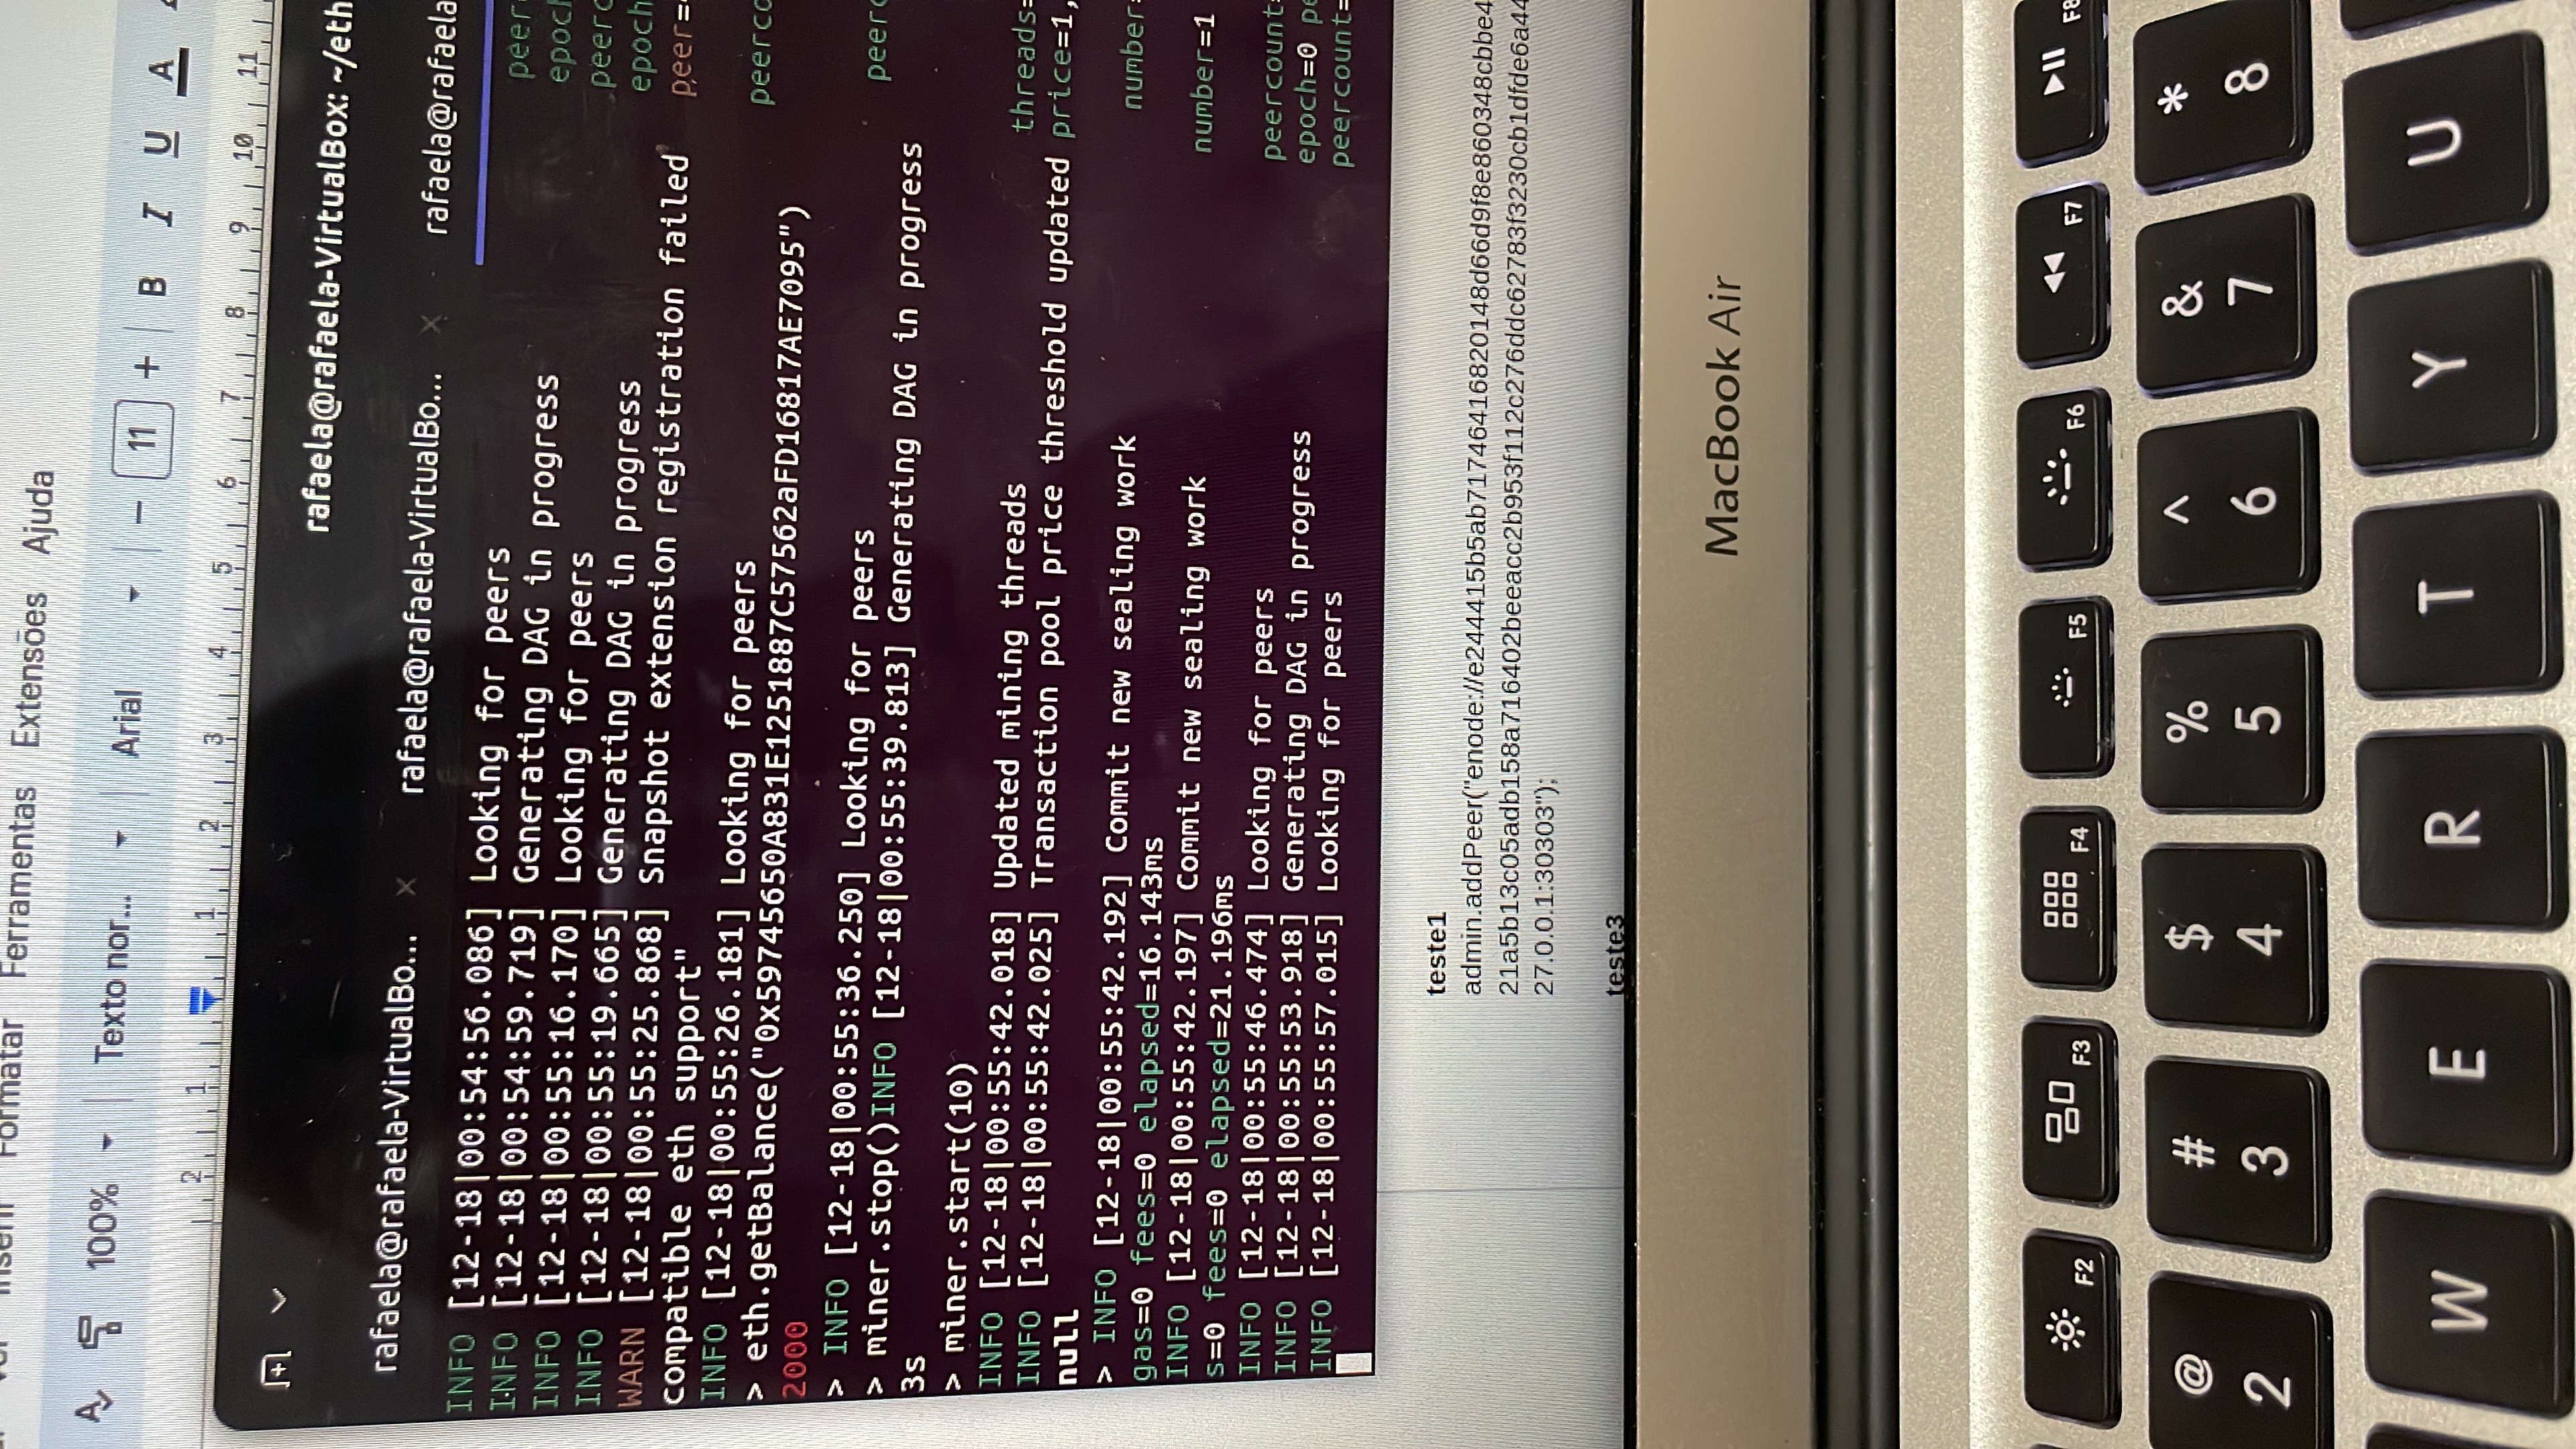 Inserir Formatar Ferramentas Extensões Ajuda
100% Texto nor... Arial 11 B I U A
2 1 1 2 3 4 5 6 7 8 9 10 11
rafaela@rafaela-VirtualBox: ~/eth
rafaela@rafaela-VirtualBo... × rafaela@rafaela-VirtualBo... × rafaela@rafaela
INFO [12-18|00:54:56.086] Looking for peers peer
INFO [12-18|00:54:59.719] Generating DAG in progress epoch
INFO [12-18|00:55:16.170] Looking for peers peerc
INFO [12-18|00:55:19.665] Generating DAG in progress epoch
WARN [12-18|00:55:25.868] Snapshot extension registration failed peer=
compatible eth support"
INFO [12-18|00:55:26.181] Looking for peers peerco
> eth.getBalance("0x59745650A831E1251887C57562aFD16817AE7095")
2000
> INFO [12-18|00:55:36.250] Looking for peers peerc
> miner.stop()INFO [12-18|00:55:39.813] Generating DAG in progress
3s
> miner.start(10)
INFO [12-18|00:55:42.018] Updated mining threads threads=
INFO [12-18|00:55:42.025] Transaction pool price threshold updated price=1,
null
> INFO [12-18|00:55:42.192] Commit new sealing work number=
gas=0 fees=0 elapsed=16.143ms
INFO [12-18|00:55:42.197] Commit new sealing work number=1
s=0 fees=0 elapsed=21.196ms
INFO [12-18|00:55:46.474] Looking for peers peercount=
INFO [12-18|00:55:53.918] Generating DAG in progress epoch=0 pe
INFO [12-18|00:55:57.015] Looking for peers peercount=
teste1
admin.addPeer("enode://e244415b5ab71746416820148d66d9f8e860348cbbe4
21a5b13c05adb158a716402beeacc2b953f112c276ddc62783f3230cb1dfde6a44
27.0.0.1:30303");
teste3
MacBook Air
F2 F3 F4 F5 F6 F7 F8
@ # $ % ^ & *
2 3 4 5 6 7 8
W E R T Y U